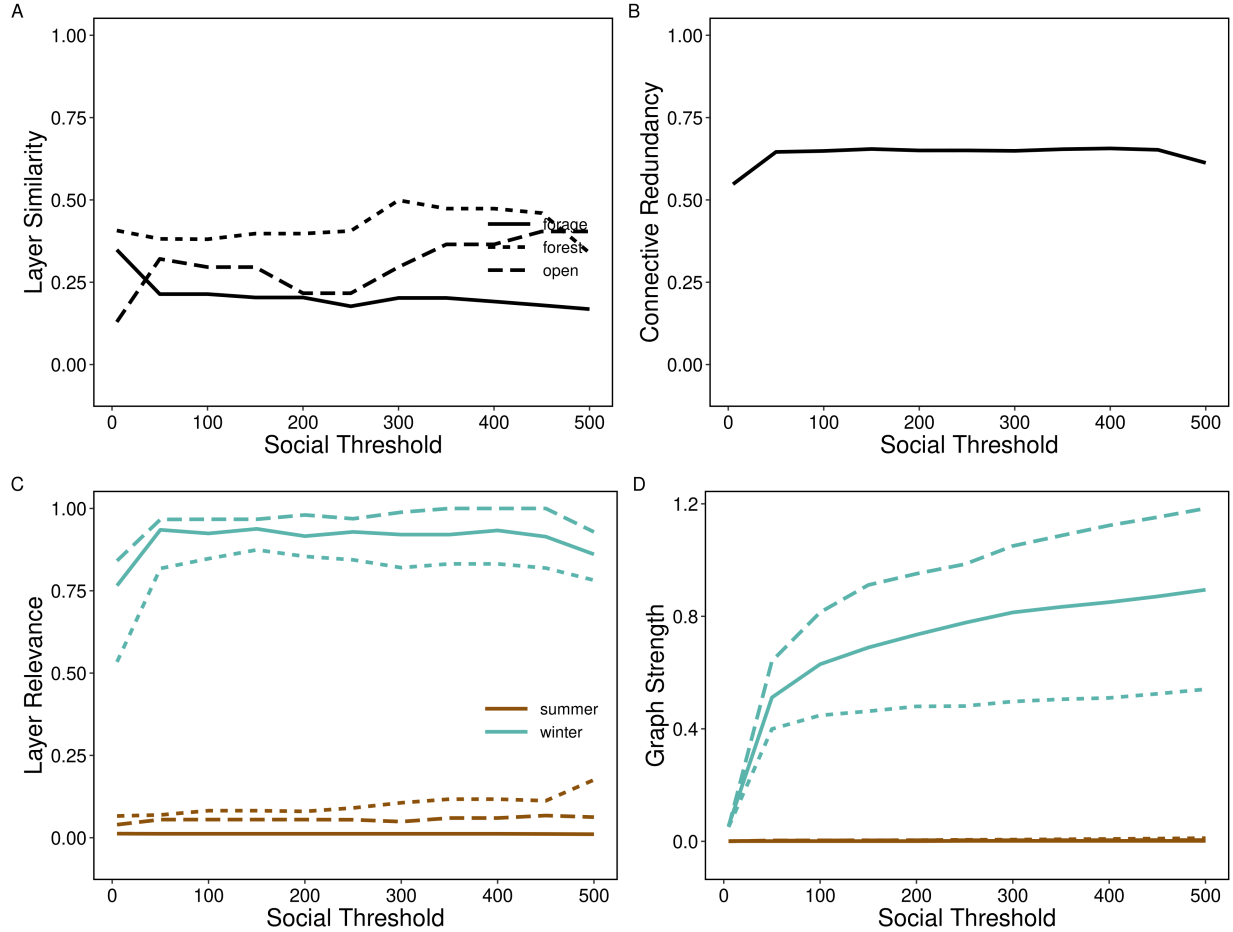 A
1.00
0.75
0.50
0.25
0.00
Layer Similarity
forage
forest
open
0 100 200 300 400 500
Social Threshold
B
1.00
0.75
0.50
0.25
0.00
Connective Redundancy
0 100 200 300 400 500
Social Threshold
C
1.00
0.75
0.50
0.25
0.00
Layer Relevance
summer
winter
0 100 200 300 400 500
Social Threshold
D
1.2
0.8
0.4
0.0
Graph Strength
0 100 200 300 400 500
Social Threshold